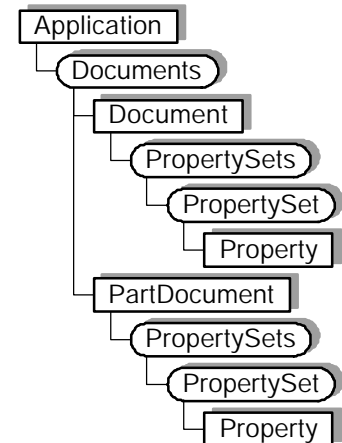 Application
Documents
Document
PropertySets
PropertySet
Property
PartDocument
PropertySets
PropertySet
Property